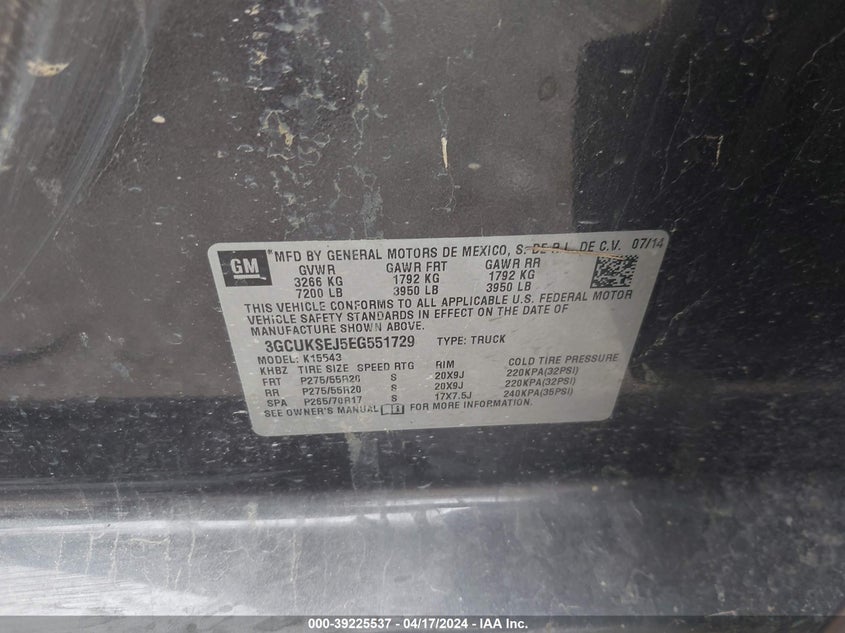 GM
*MFD BY GENERAL MOTORS DE MEXICO, S. DE R.L. DE C.V. 07/14
GVWR GAWR FRT GAWR RR
3266 KG 1792 KG 1792 KG
7200 LB 3950 LB 3950 LB
THIS VEHICLE CONFORMS TO ALL APPLICABLE U.S. FEDERAL MOTOR
VEHICLE SAFETY STANDARDS IN EFFECT ON THE DATE OF
MANUFACTURE SHOWN ABOVE.
3GCUKSEJ5EG551729 TYPE: TRUCK
MODEL: K15543
KHBZ TIRE SIZE SPEED RTG RIM COLD TIRE PRESSURE
FRT P275/55R20 S 20X9J 220KPA(32PSI)
RR P275/55R20 S 20X9J 220KPA(32PSI)
SPA P265/70R17 S 17X7.5J 240KPA(35PSI)
SEE OWNER'S MANUAL FOR MORE INFORMATION.
000-39225537 - 04/17/2024 - IAA Inc.